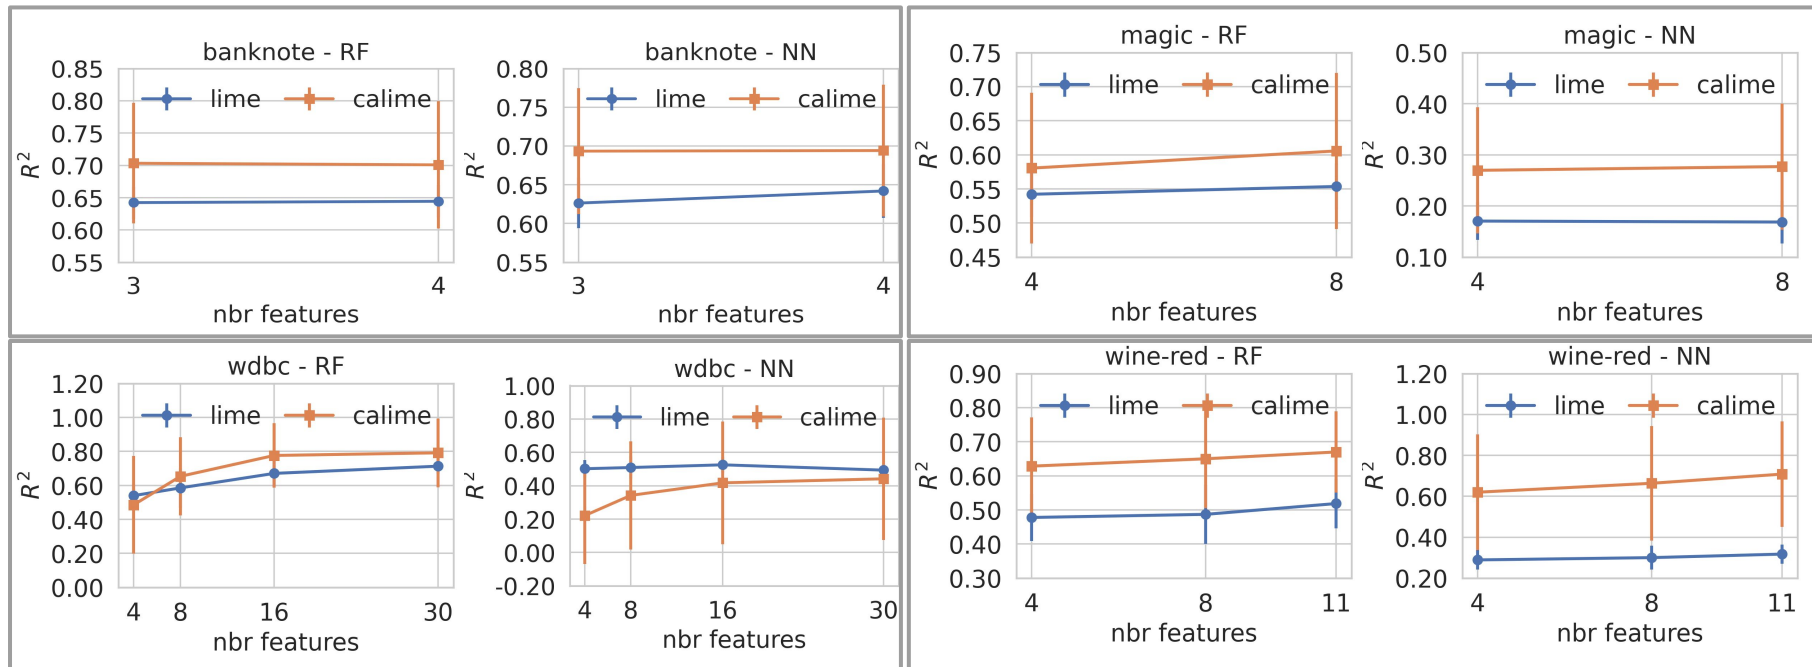 banknote - RF
0.85
lime calime
0.80
0.75
0.70
0.65
0.60
0.55
R²
3 4
nbr features
banknote - NN
0.80
lime calime
0.75
0.70
0.65
0.60
0.55
R²
3 4
nbr features
magic - RF
0.75
lime calime
0.70
0.65
0.60
0.55
0.50
0.45
R²
4 8
nbr features
magic - NN
0.50
lime calime
0.40
0.30
0.20
0.10
R²
4 8
nbr features
wdbc - RF
1.20
lime calime
1.00
0.80
0.60
0.40
0.20
0.00
R²
4 8 16 30
nbr features
wdbc - NN
1.00
lime calime
0.80
0.60
0.40
0.20
0.00
-0.20
R²
4 8 16 30
nbr features
wine-red - RF
0.90
lime calime
0.80
0.70
0.60
0.50
0.40
0.30
R²
4 8 11
nbr features
wine-red - NN
1.20
lime calime
1.00
0.80
0.60
0.40
0.20
R²
4 8 11
nbr features